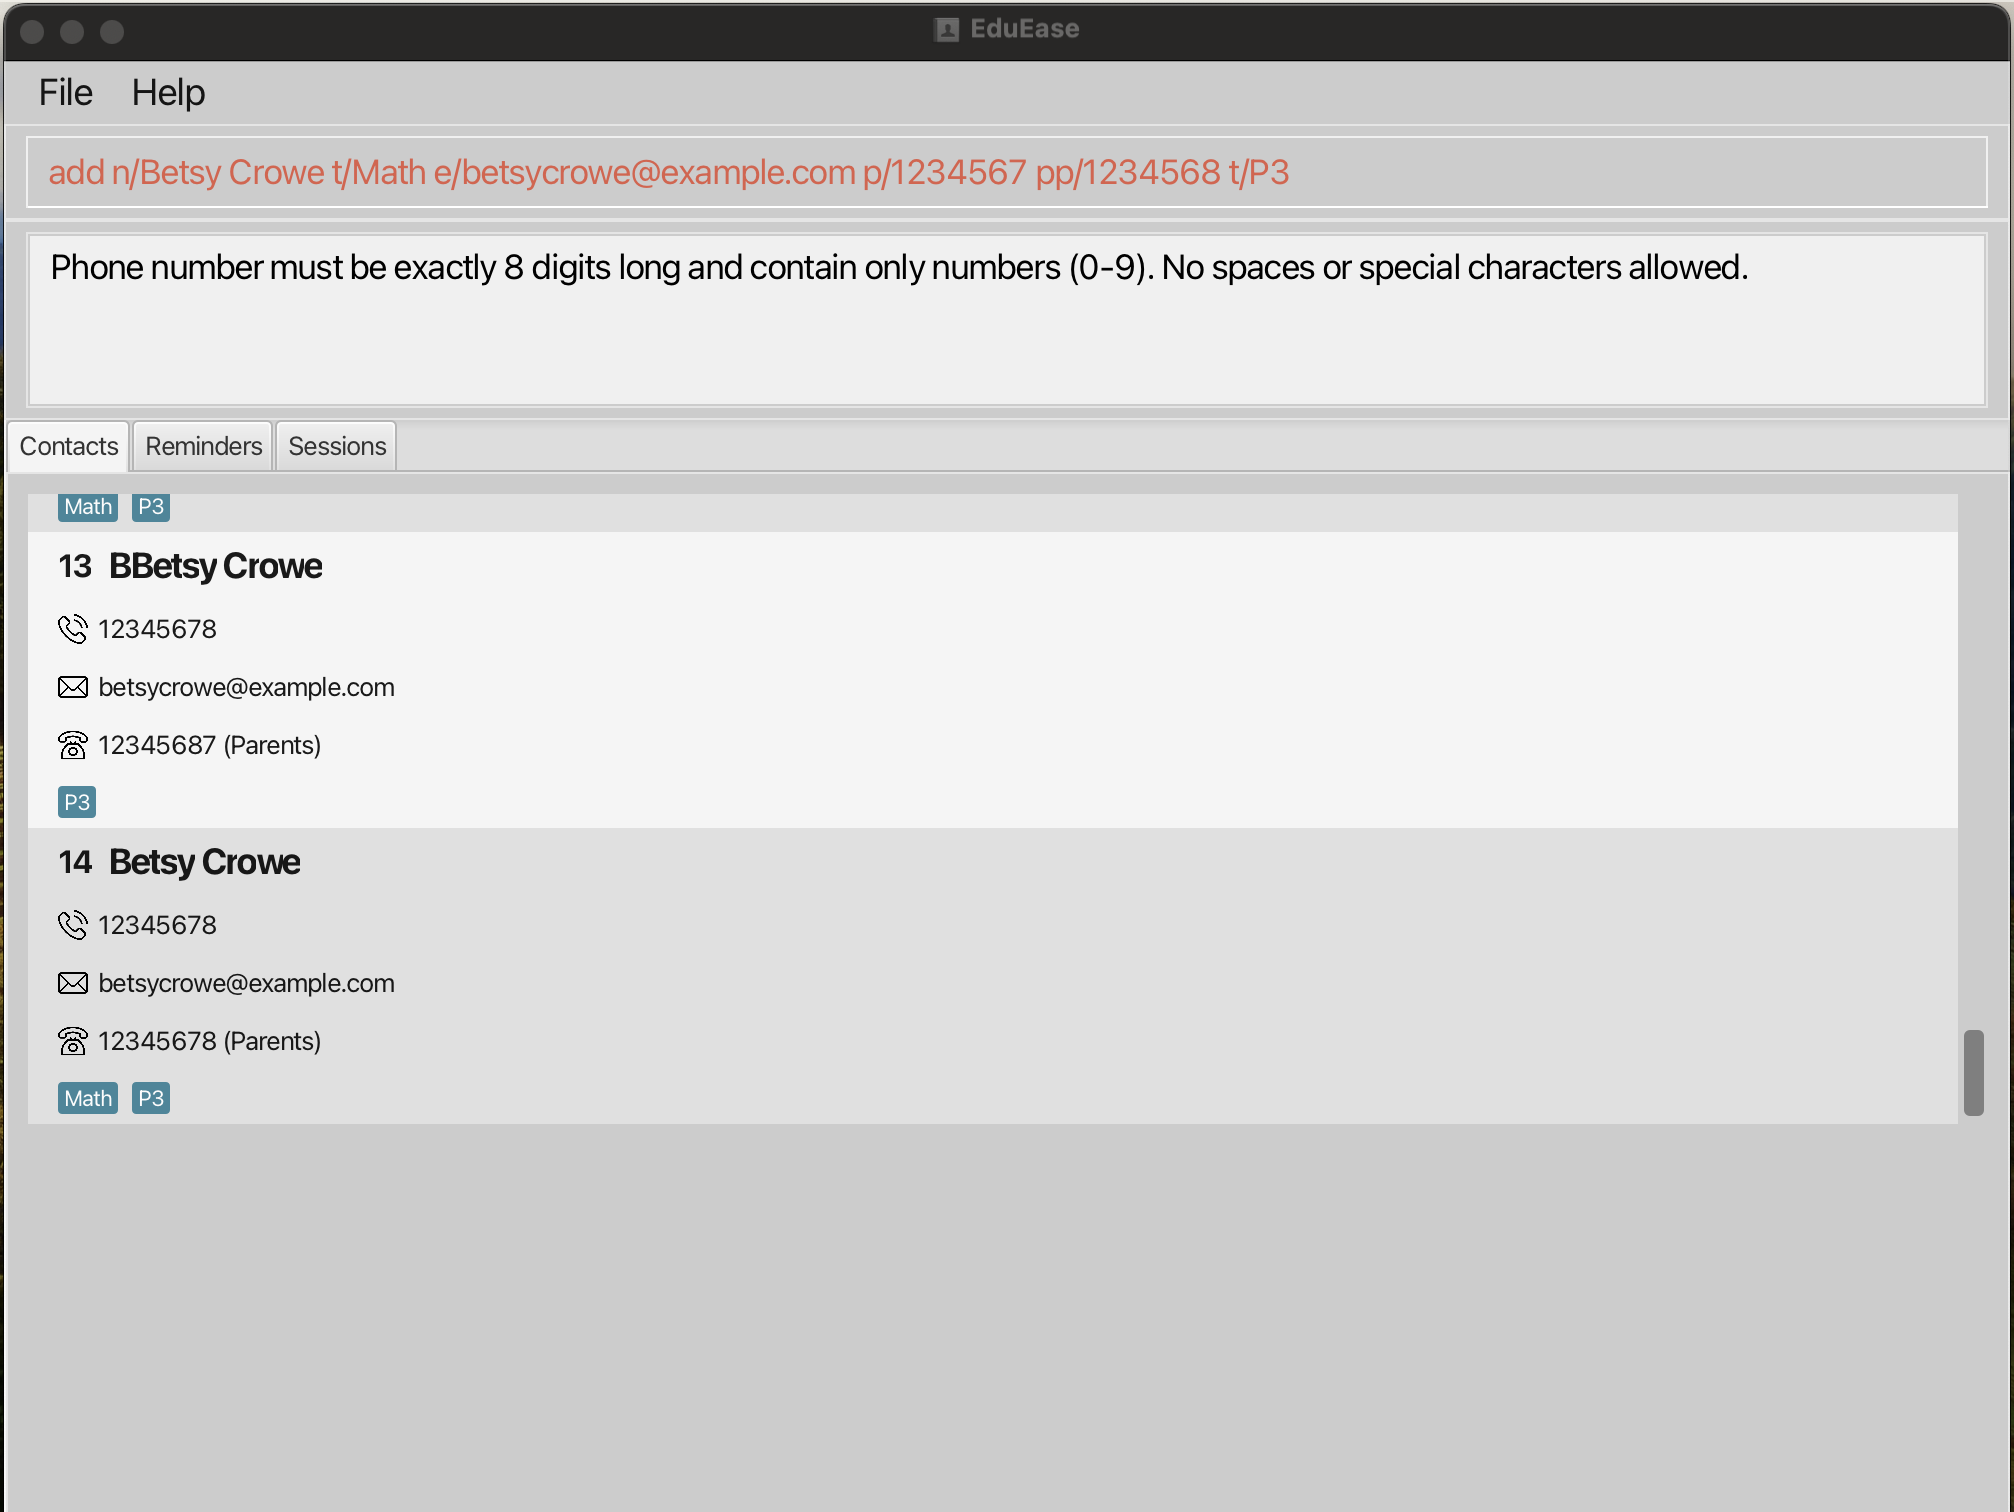 EduEase
File Help
add n/Betsy Crowe t/Math e/betsycrowe@example.com p/1234567 pp/1234568 t/P3
Phone number must be exactly 8 digits long and contain only numbers (0-9). No spaces or special characters allowed.
Contacts Reminders Sessions
Math P3
13 BBetsy Crowe
12345678
betsycrowe@example.com
12345687 (Parents)
P3
14 Betsy Crowe
12345678
betsycrowe@example.com
12345678 (Parents)
Math P3